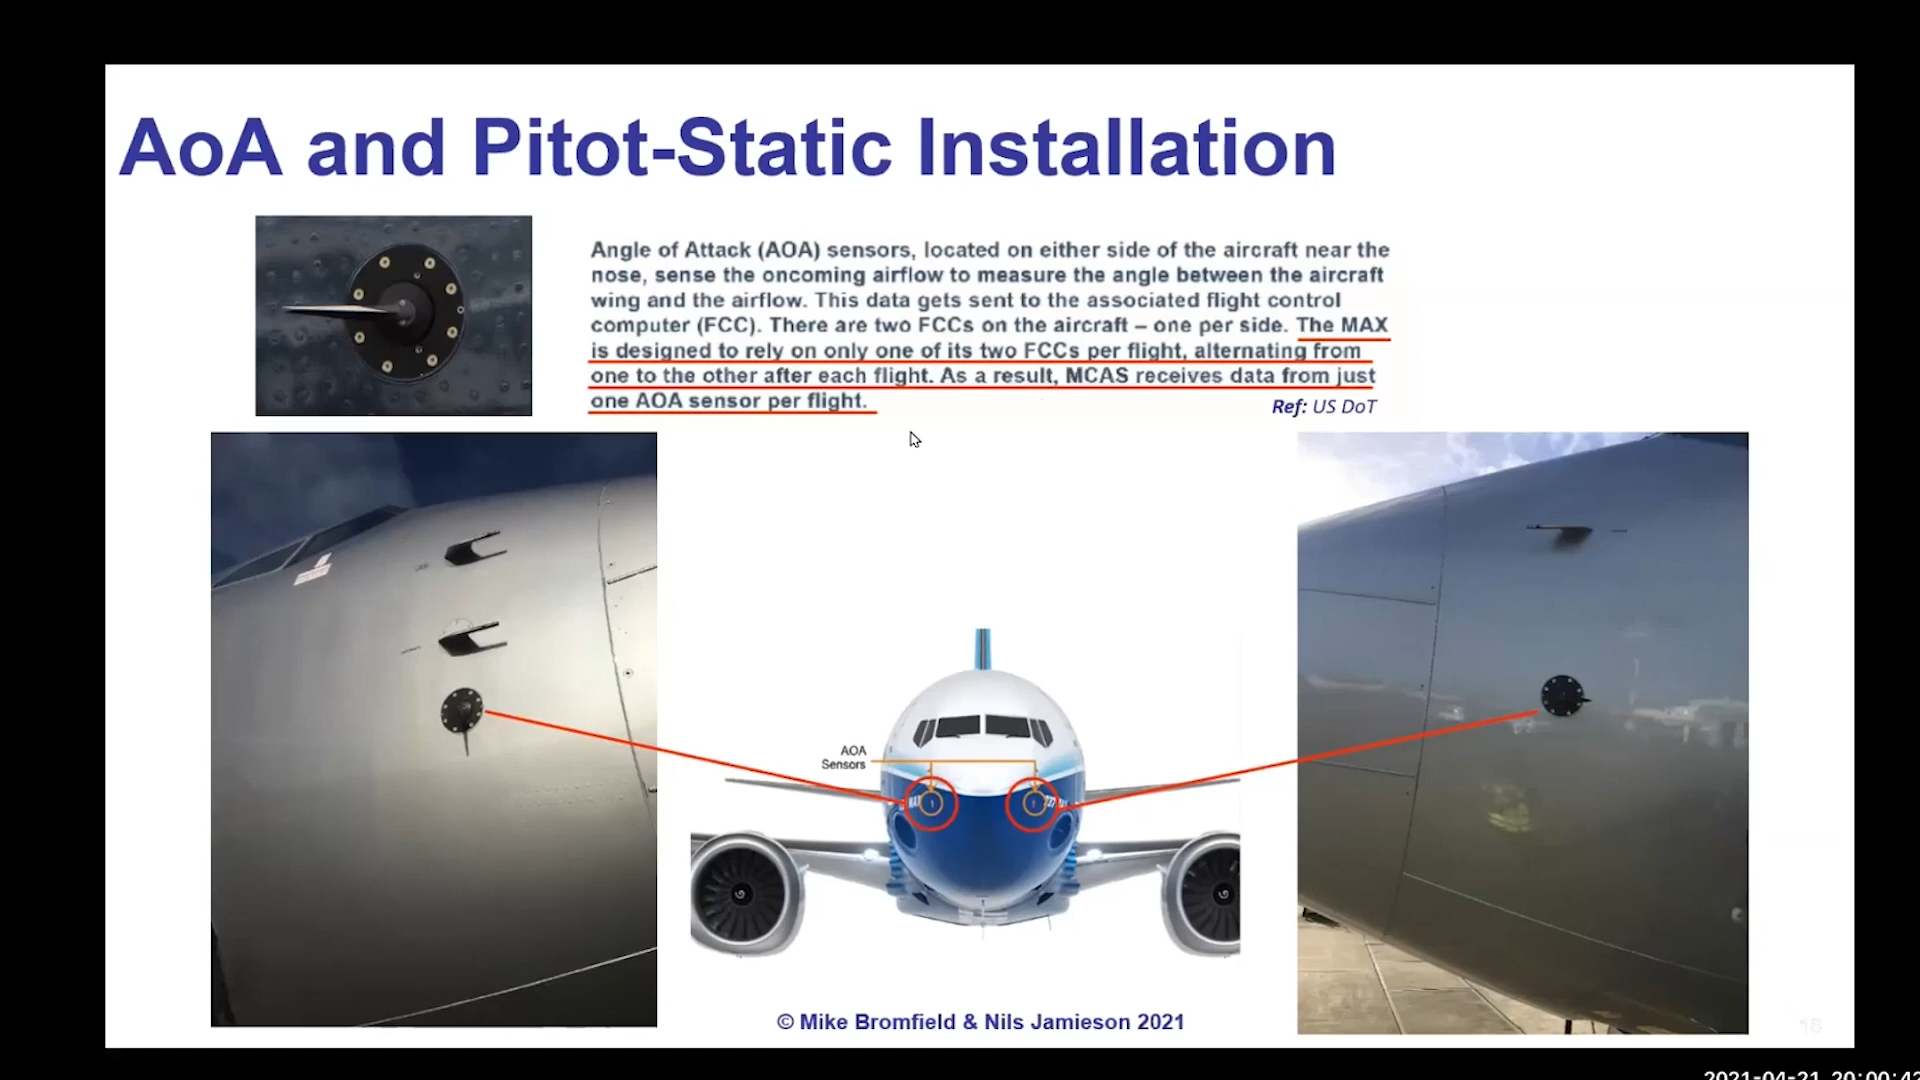 AoA and Pitot-Static Installation
Angle of Attack (AOA) sensors, located on either side of the aircraft near the
nose, sense the oncoming airflow to measure the angle between the aircraft
wing and the airflow. This data gets sent to the associated flight control
computer (FCC). There are two FCCs on the aircraft – one per side. The MAX
is designed to rely on only one of its two FCCs per flight, alternating from
one to the other after each flight. As a result, MCAS receives data from just
one AOA sensor per flight.
Ref: US DoT
AOA
Sensors
© Mike Bromfield & Nils Jamieson 2021